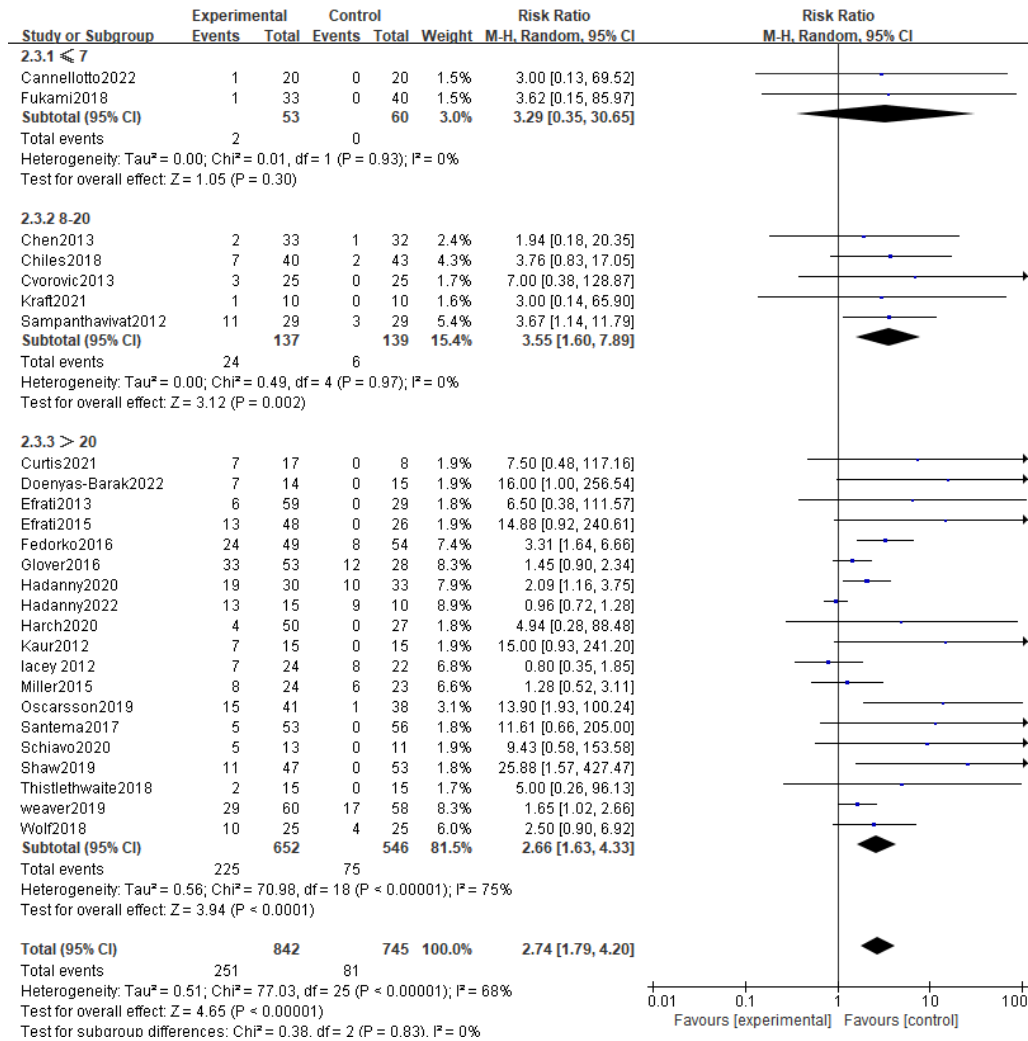 Experimental Control Risk Ratio Risk Ratio
Study or Subgroup Events Total Events Total Weight M-H, Random, 95% CI M-H, Random, 95% CI
2.3.1 ⩽ 7
Cannellotto2022 1 20 0 20 1.5% 3.00 [0.13, 69.52]
Fukami2018 1 33 0 40 1.5% 3.62 [0.15, 85.97]
Subtotal (95% CI) 53 60 3.0% 3.29 [0.35, 30.65]
Total events 2 0
Heterogeneity: Tau² = 0.00; Chi² = 0.01, df = 1 (P = 0.93); I² = 0%
Test for overall effect: Z = 1.05 (P = 0.30)
2.3.2 8-20
Chen2013 2 33 1 32 2.4% 1.94 [0.18, 20.35]
Chiles2018 7 40 2 43 4.3% 3.76 [0.83, 17.05]
Cvorovic2013 3 25 0 25 1.8% 7.00 [0.38, 128.87]
Kraft2021 1 10 0 10 1.6% 3.00 [0.14, 65.90]
Sampanthavivat2012 11 29 3 29 5.4% 3.67 [1.14, 11.79]
Subtotal (95% CI) 137 139 15.4% 3.55 [1.60, 7.89]
Total events 24 6
Heterogeneity: Tau² = 0.00; Chi² = 0.49, df = 4 (P = 0.97); I² = 0%
Test for overall effect: Z = 3.12 (P = 0.002)
2.3.3 > 20
Curtis2021 7 17 0 8 1.9% 7.50 [0.48, 117.16]
Doenyas-Barak2022 7 14 0 15 1.9% 16.00 [1.00, 256.54]
Efrati2013 6 59 0 29 1.8% 6.50 [0.38, 111.57]
Efrati2015 13 48 0 26 1.9% 14.88 [0.92, 240.61]
Fedorko2016 24 49 8 54 7.4% 3.31 [1.64, 6.66]
Glover2016 33 53 12 28 8.3% 1.45 [0.90, 2.34]
Hadanny2020 19 30 10 33 7.9% 2.09 [1.16, 3.75]
Hadanny2022 13 15 9 10 8.9% 0.96 [0.72, 1.28]
Harch2020 4 50 0 27 1.8% 4.94 [0.28, 88.48]
Kaur2012 7 15 0 15 1.9% 15.00 [0.93, 241.20]
lacey 2012 7 24 8 22 6.8% 0.80 [0.35, 1.85]
Miller2015 8 24 6 23 6.6% 1.28 [0.52, 3.11]
Oscarsson2019 15 41 1 38 3.1% 13.90 [1.93, 100.24]
Santema2017 5 53 0 56 1.8% 11.61 [0.66, 205.00]
Schiavo2020 5 13 0 11 1.9% 9.43 [0.58, 153.58]
Shaw2019 11 47 0 53 1.8% 25.88 [1.57, 427.47]
Thistlethwaite2018 2 15 0 15 1.7% 5.00 [0.26, 96.13]
weaver2019 29 60 17 58 8.3% 1.65 [1.02, 2.66]
Wolf2018 10 25 4 25 6.0% 2.50 [0.90, 6.92]
Subtotal (95% CI) 652 546 81.5% 2.66 [1.63, 4.33]
Total events 225 75
Heterogeneity: Tau² = 0.56; Chi² = 70.98, df = 18 (P < 0.00001); I² = 75%
Test for overall effect: Z = 3.94 (P < 0.0001)
Total (95% CI) 842 745 100.0% 2.74 [1.79, 4.20]
Total events 251 81
Heterogeneity: Tau² = 0.51; Chi² = 77.03, df = 25 (P < 0.00001); I² = 68%
Test for overall effect: Z = 4.65 (P < 0.00001)
Test for subgroup differences: Chi² = 0.38, df = 2 (P = 0.83), I² = 0%
0.01 0.1 1 10 100
Favours [experimental] Favours [control]